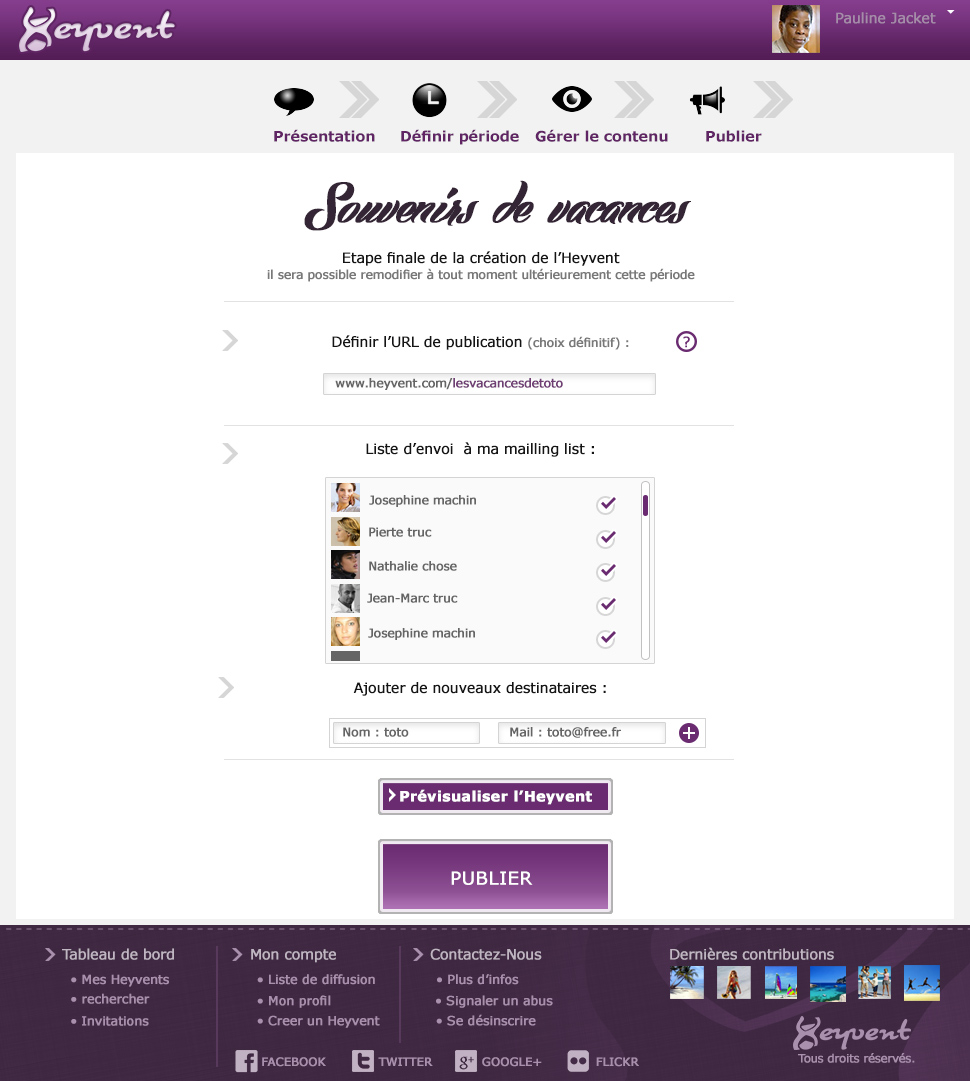 Heyvent
Pauline Jacket
Présentation
Définir période
Gérer le contenu
Publier
Souvenirs de vacances
Etape finale de la création de l'Heyvent
il sera possible remodifier à tout moment ultérieurement cette période
Définir l'URL de publication (choix définitif) :
?
www.heyvent.com/lesvacancesdetoto
Liste d'envoi à ma mailling list :
Josephine machin
Pierte truc
Nathalie chose
Jean-Marc truc
Josephine machin
Ajouter de nouveaux destinataires :
Nom : toto
Mail : toto@free.fr
Prévisualiser l'Heyvent
PUBLIER
Tableau de bord
• Mes Heyvents
• rechercher
• Invitations
Mon compte
• Liste de diffusion
• Mon profil
• Creer un Heyvent
Contactez-Nous
• Plus d'infos
• Signaler un abus
• Se désinscrire
Dernières contributions
Heyvent
Tous droits réservés.
FACEBOOK
TWITTER
g+ GOOGLE+
FLICKR